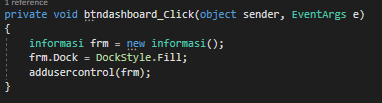 1 reference
private void btndashboard_Click(object sender, EventArgs e)
{
informasi frm = new informasi();
frm.Dock = DockStyle.Fill;
addusercontrol(frm);
}